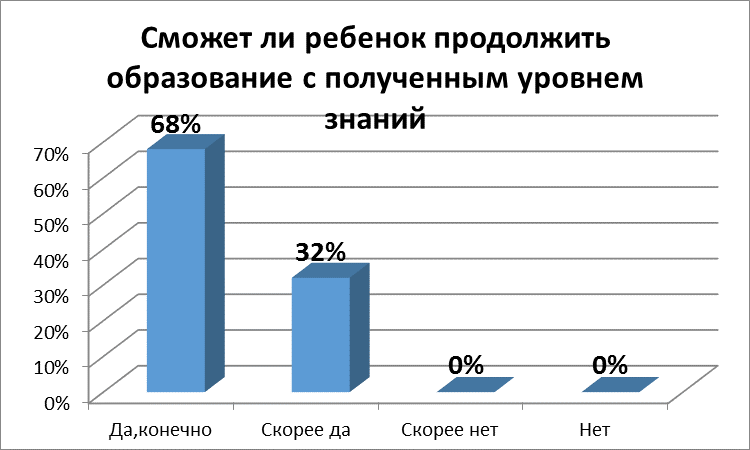 Сможет ли ребенок продолжить
образование с полученным уровнем
знаний
68%
32%
0%
0%
70%
60%
50%
40%
30%
20%
10%
0%
Да,конечно
Скорее да
Скорее нет
Нет